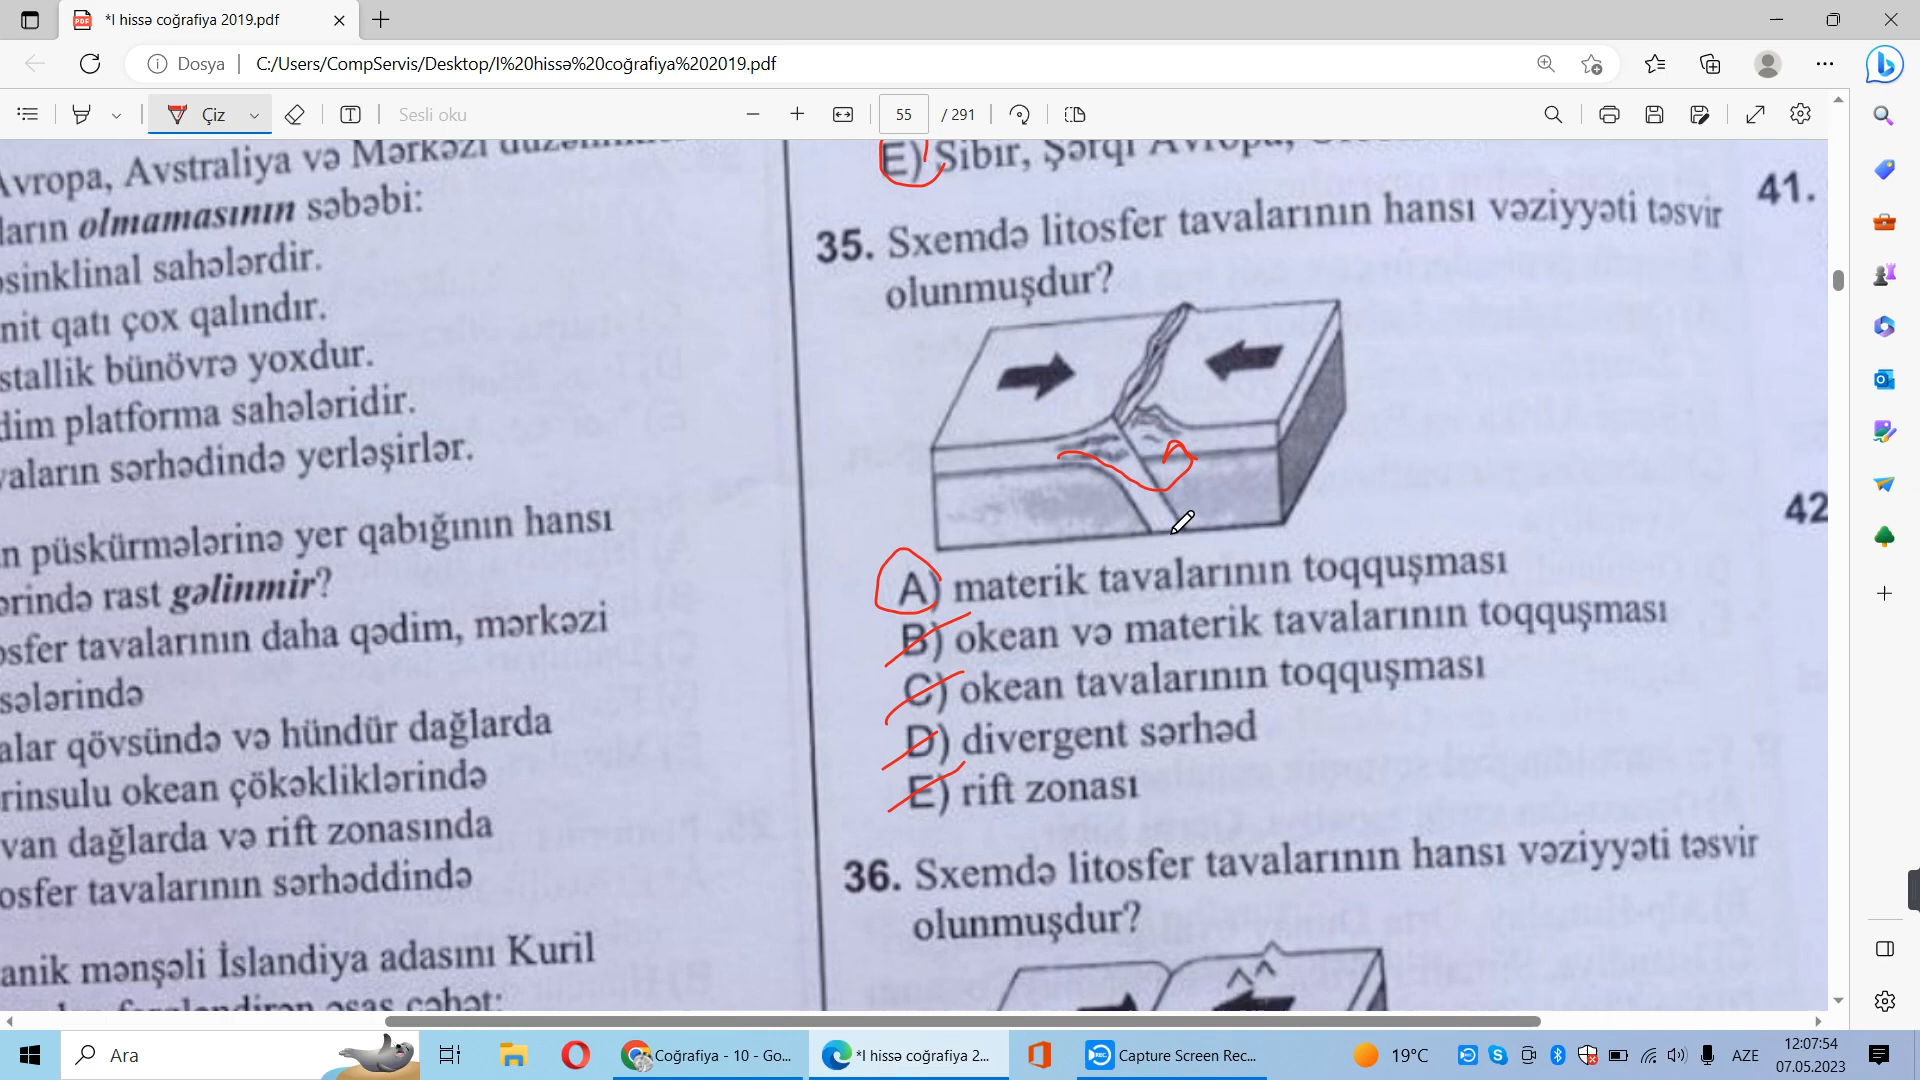 *I hissə coğrafiya 2019.pdf
Dosya
C:/Users/CompServis/Desktop/I%20hissə%20coğrafiya%202019.pdf
Çiz
Sesli oku
55 / 291
Avropa, Avstraliya və Mərkəzi
ların olmamasının səbəbi:
sinklinal sahələrdir.
nit qatı çox qalındır.
stallik bünövrə yoxdur.
dim platforma sahələridir.
vaların sərhədində yerləşirlər.
n püskürmələrinə yer qabığının hansı
ərində rast gəlinmir?
osfer tavalarının daha qədim, mərkəzi
sələrində
alar qövsündə və hündür dağlarda
rinsulu okean çökəkliklərində
van dağlarda və rift zonasında
osfer tavalarının sərhəddində
anik mənşəli İslandiya adasını Kuril
əsas cəhət:
E) Sibir, Şərqi Avropa,
35. Sxemdə litosfer tavalarının hansı vəziyyəti təsvir
olunmuşdur?
A) materik tavalarının toqquşması
B) okean və materik tavalarının toqquşması
C) okean tavalarının toqquşması
D) divergent sərhəd
E) rift zonası
36. Sxemdə litosfer tavalarının hansı vəziyyəti təsvir
olunmuşdur?
41.
42
Ara
Coğrafiya - 10 - Go...
*I hissə coğrafiya 2...
Capture Screen Rec...
19°C
AZE
12:07:54
07.05.2023